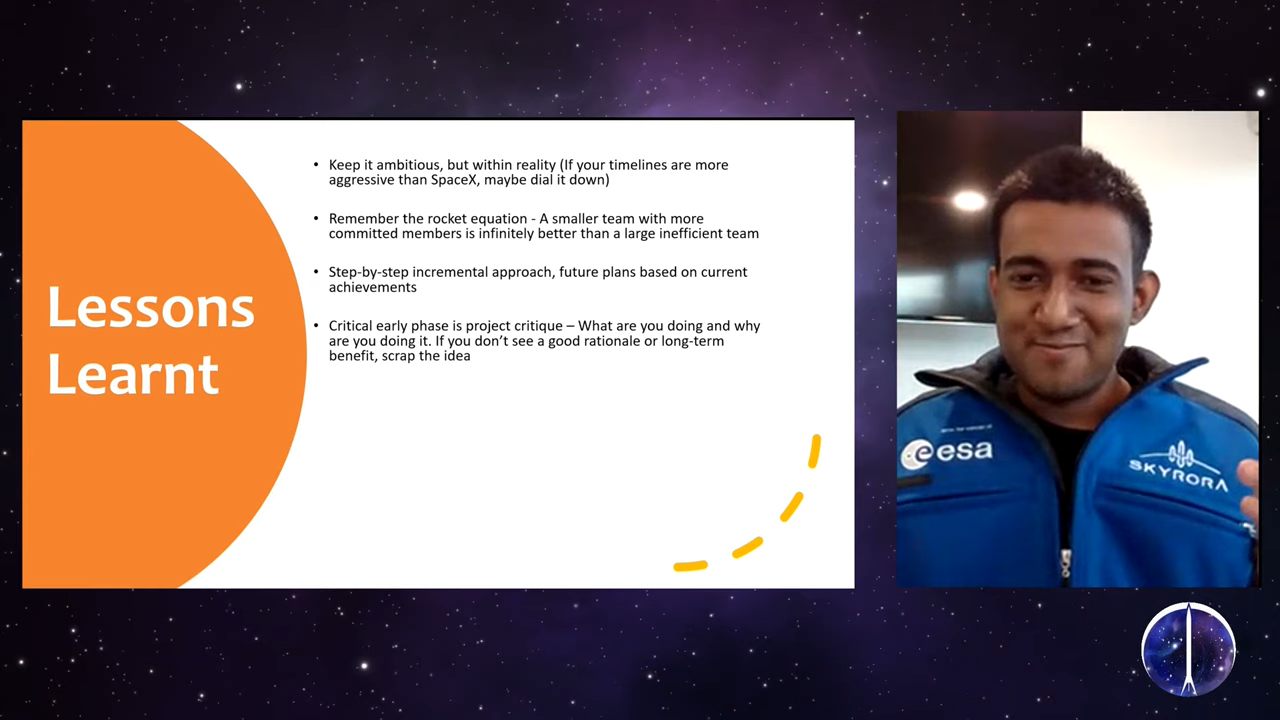 Lessons
Learnt
• Keep it ambitious, but within reality (If your timelines are more
aggressive than SpaceX, maybe dial it down)
• Remember the rocket equation - A smaller team with more
committed members is infinitely better than a large inefficient team
• Step-by-step incremental approach, future plans based on current
achievements
• Critical early phase is project critique – What are you doing and why
are you doing it. If you don't see a good rationale or long-term
benefit, scrap the idea
esa
SKYRORA